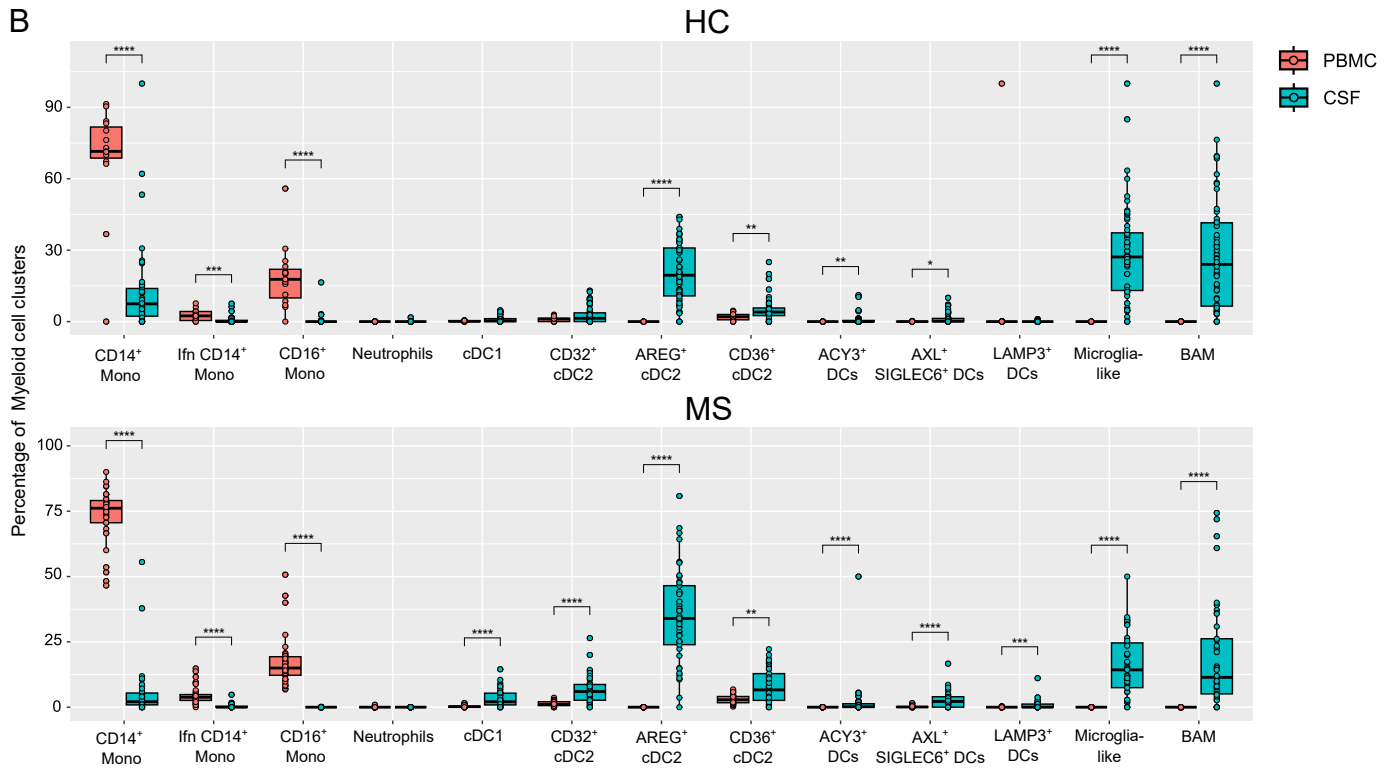 B
HC
PBMC
CSF
Percentage of Myeloid cell clusters
**** *** **** **** ** ** * **** ****
90
60
30
0
CD14⁺ Mono
Ifn CD14⁺ Mono
CD16⁺ Mono
Neutrophils
cDC1
CD32⁺ cDC2
AREG⁺ cDC2
CD36⁺ cDC2
ACY3⁺ DCs
AXL⁺ SIGLEC6⁺ DCs
LAMP3⁺ DCs
Microglia-like
BAM
MS
**** **** **** **** **** **** ** **** **** *** **** ****
100
75
50
25
0
CD14⁺ Mono
Ifn CD14⁺ Mono
CD16⁺ Mono
Neutrophils
cDC1
CD32⁺ cDC2
AREG⁺ cDC2
CD36⁺ cDC2
ACY3⁺ DCs
AXL⁺ SIGLEC6⁺ DCs
LAMP3⁺ DCs
Microglia-like
BAM